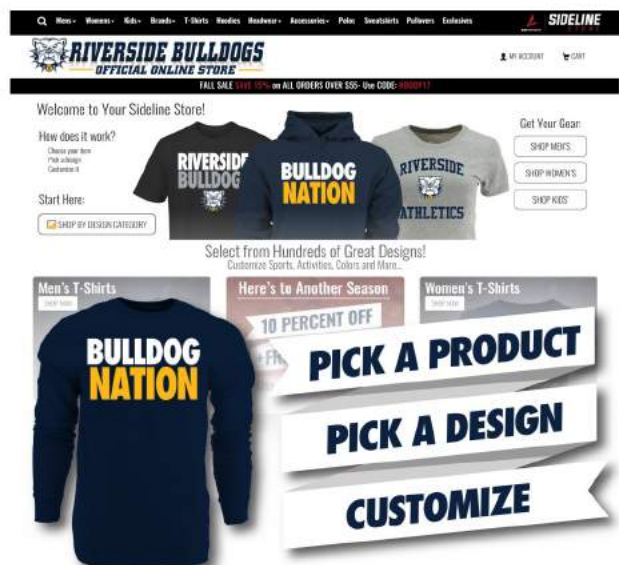 Mens Womens Kids Brands T-Shirts Hoodies Headwear Accessories Polos Sweatshirts Pullovers Exclusives
SIDELINE
STORE
RIVERSIDE BULLDOGS
OFFICIAL ONLINE STORE
MY ACCOUNT
CART
FALL SALE SAVE 15% on ALL ORDERS OVER $55- Use CODE:
Welcome to Your Sideline Store!
How does it work?
Choose your item
Pick a design
Customize it
Start Here:
SHOP BY DESIGN CATEGORY
RIVERSIDE
BULLDOG
BULLDOG
NATION
RIVERSIDE
ATHLETICS
Get Your Gear:
SHOP MEN'S
SHOP WOMEN'S
SHOP KIDS'
Select from Hundreds of Great Designs!
Customize Sports, Activities, Colors and More...
Men's T-Shirts
SHOP NOW
Here's to Another Season
10 PERCENT OFF
Women's T-Shirts
SHOP NOW
BULLDOG
NATION
PICK A PRODUCT
PICK A DESIGN
CUSTOMIZE